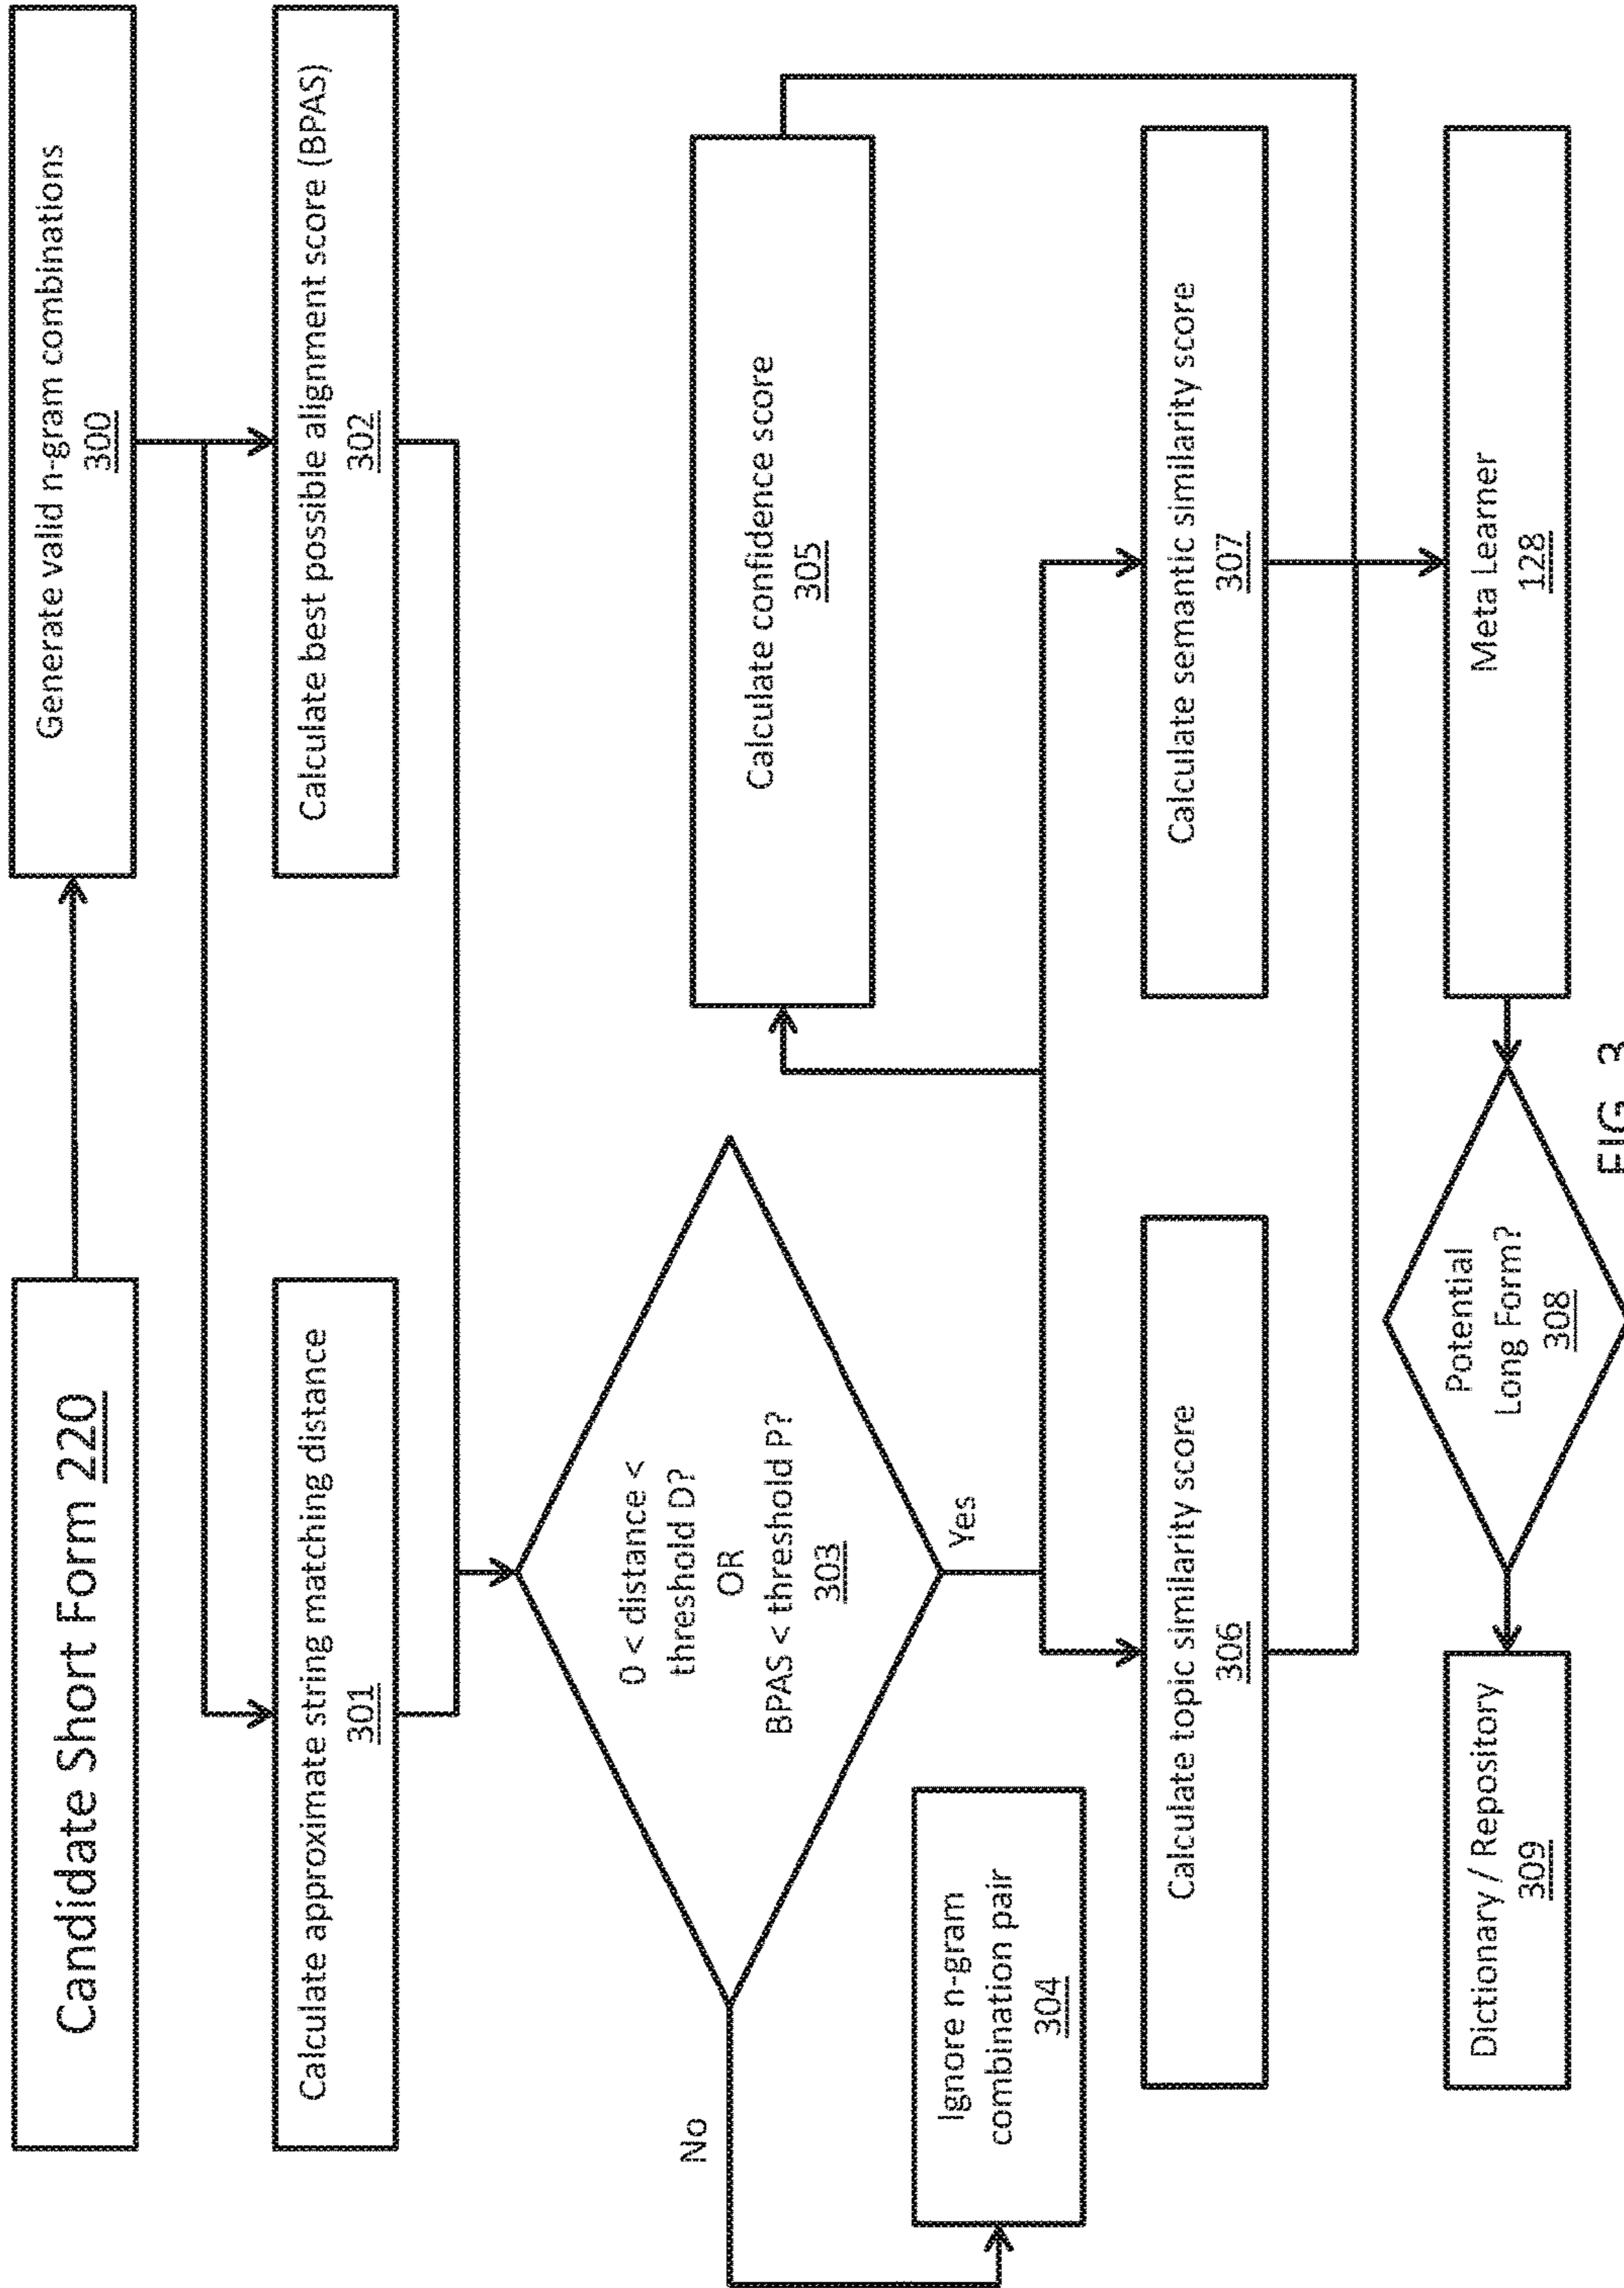 Candidate Short Form 220
Generate valid n-gram combinations
300
Calculate approximate string matching distance
301
Calculate best possible alignment score (BPAS)
302
0 < distance <
threshold D?
OR
BPAS < threshold P?
303
No
Yes
Ignore n-gram
combination pair
304
Calculate confidence score
305
Calculate topic similarity score
306
Calculate semantic similarity score
307
Dictionary / Repository
309
Potential
Long Form?
308
Meta Learner
128
FIG. 3